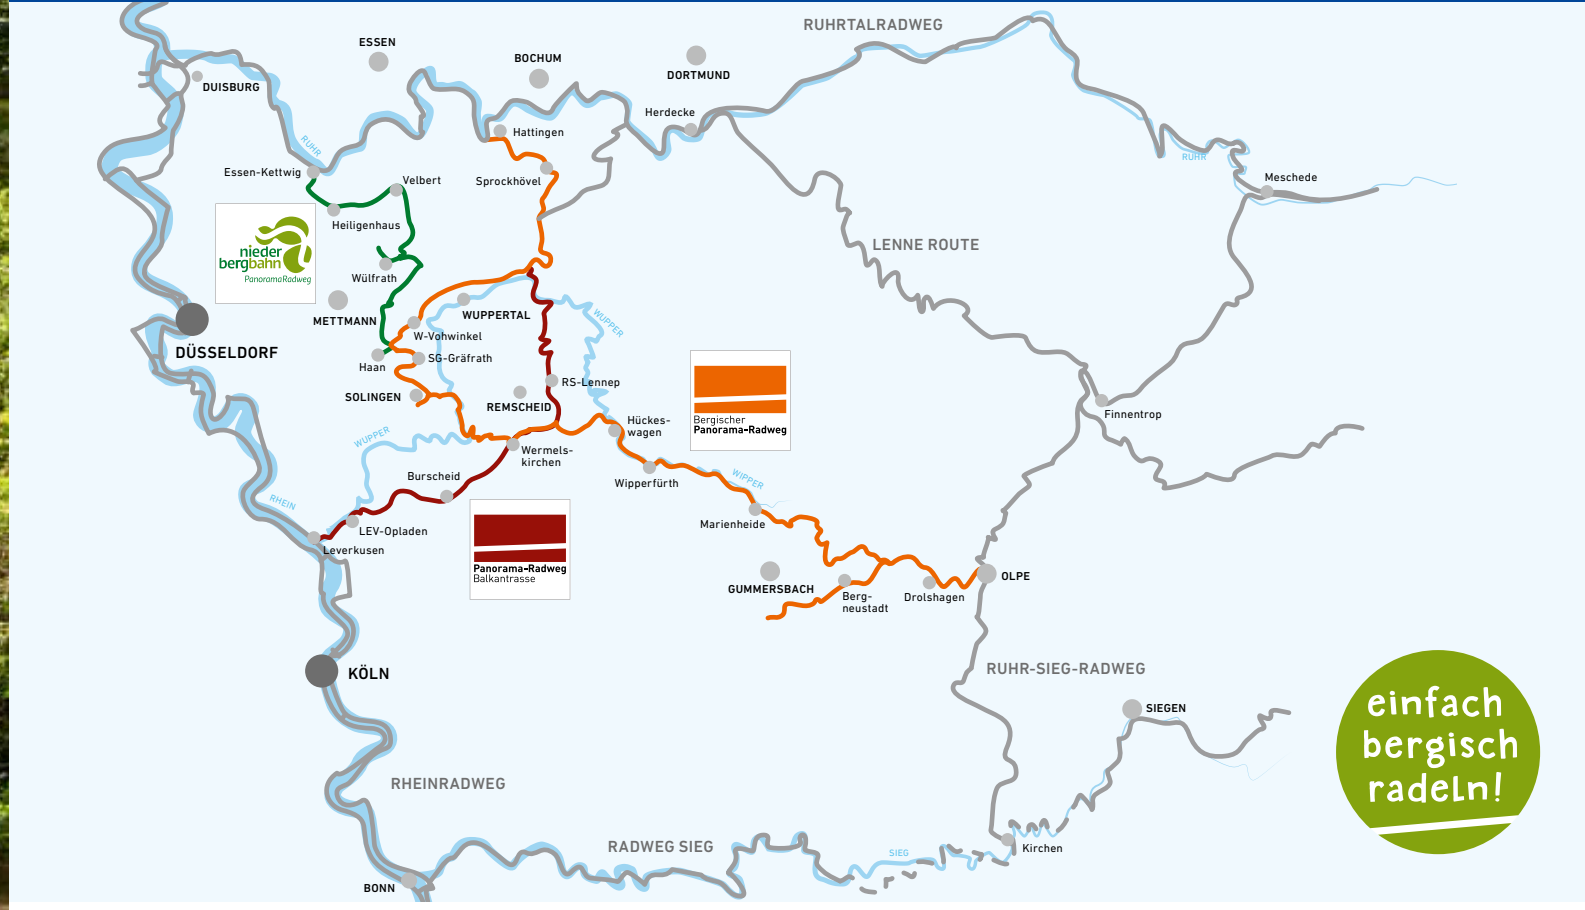 RUHRTALRADWEG
ESSEN
BOCHUM
DORTMUND
DUISBURG
Herdecke
Hattingen
RUHR
RUHR
Essen-Kettwig
Velbert
Sprockhövel
Meschede
Heiligenhaus
nieder
bergbahn
PanoramaRadweg
LENNE ROUTE
Wülfrath
METTMANN
WUPPERTAL
WUPPER
W-Vohwinkel
DÜSSELDORF
Haan
SG-Gräfrath
RS-Lennep
SOLINGEN
REMSCHEID
Bergischer
Panorama-Radweg
Finnentrop
Hückes-
wagen
WUPPER
Wermels-
kirchen
Burscheid
Wipperfürth
WIPPER
RHEIN
Marienheide
LEV-Opladen
Leverkusen
Panorama-Radweg
Balkantrasse
GUMMERSBACH
Berg-
neustadt
Drolshagen
OLPE
KÖLN
RUHR-SIEG-RADWEG
SIEGEN
einfach
bergisch
radeln!
RHEINRADWEG
RADWEG SIEG
SIEG
Kirchen
BONN